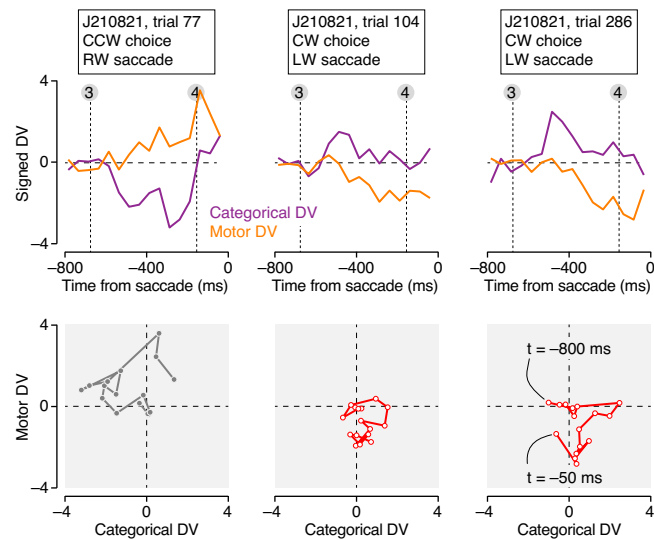 J210821, trial 77
CCW choice
RW saccade
J210821, trial 104
CW choice
LW saccade
J210821, trial 286
CW choice
LW saccade
4
0
−4
Signed DV
3
4
3
4
3
4
Categorical DV
Motor DV
−800
−400
0
−800
−400
0
−800
−400
0
Time from saccade (ms)
Time from saccade (ms)
Time from saccade (ms)
4
0
−4
Motor DV
t = −800 ms
t = −50 ms
−4
0
4
−4
0
4
−4
0
4
Categorical DV
Categorical DV
Categorical DV